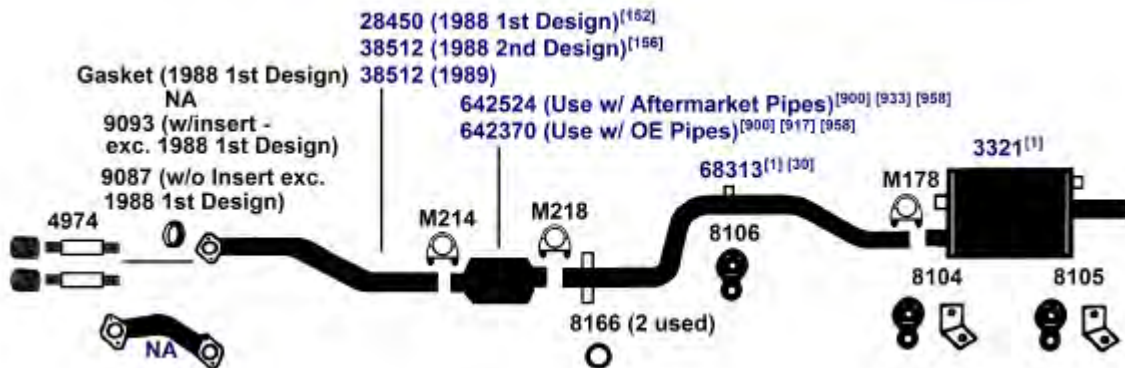 28450 (1988 1st Design)[152]
38512 (1988 2nd Design)[156]
38512 (1989)
Gasket (1988 1st Design)
NA
9093 (w/insert -
exc. 1988 1st Design)
9087 (w/o Insert exc.
1988 1st Design)
642524 (Use w/ Aftermarket Pipes)[900] [933] [958]
642370 (Use w/ OE Pipes)[900] [917] [958]
68313[1] [30]
3321[1]
4974
M214
M218
M178
8106
8104
8105
8166 (2 used)
NA